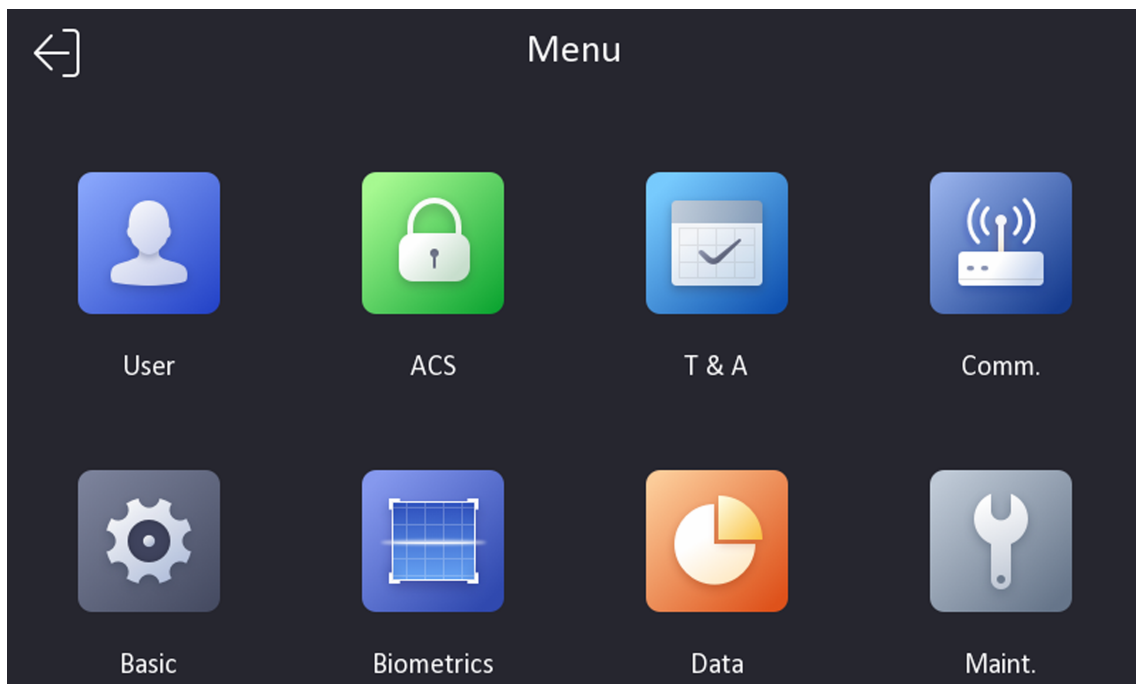 Menu
User
ACS
T & A
Comm.
Basic
Biometrics
Data
Maint.